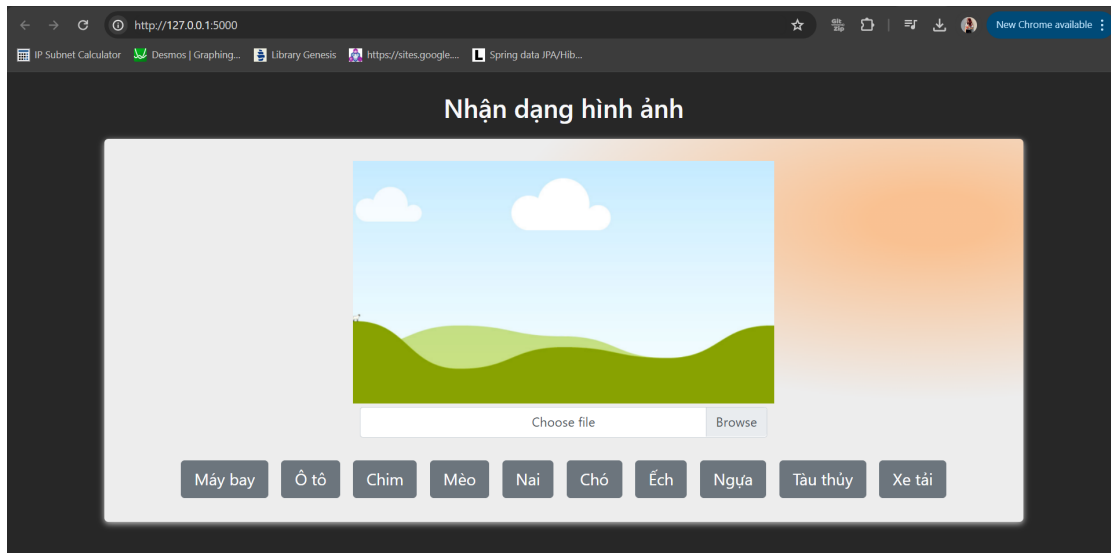 http://127.0.0.1:5000
New Chrome available
IP Subnet Calculator Desmos | Graphing... Library Genesis https://sites.google.... Spring data JPA/Hib...
Nhận dạng hình ảnh
Choose file Browse
Máy bay Ô tô Chim Mèo Nai Chó Ếch Ngựa Tàu thủy Xe tải